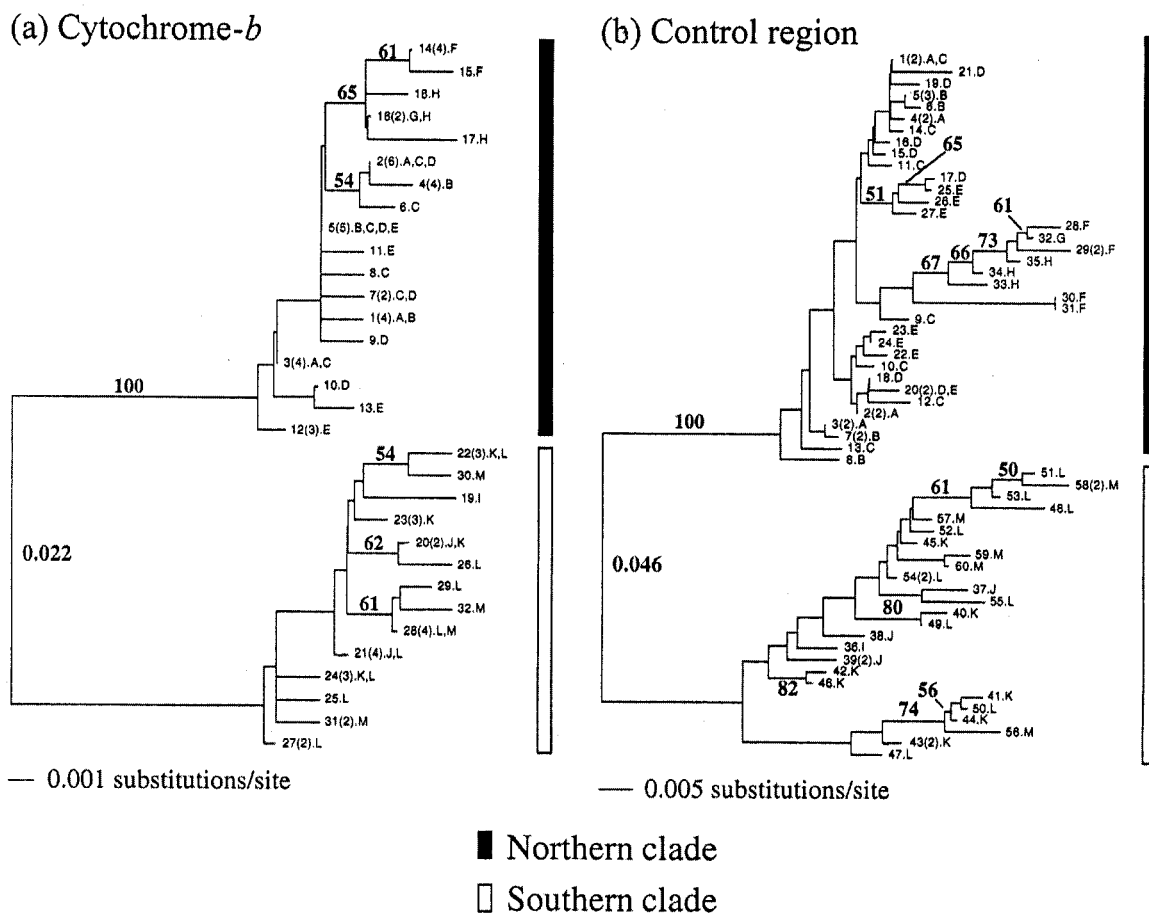 (a) Cytochrome-b
61
14(4).F
15.F
65
18.H
16(2).G,H
17.H
2(6).A,C,D
54
4(4).B
6.C
5(5).B,C,D,E
11.E
8.C
7(2).C,D
1(4).A,B
9.D
3(4).A,C
100
10.D
13.E
12(3).E
54
22(3).K,L
30.M
19.I
23(3).K
0.022
62
20(2).J,K
26.L
29.L
61
32.M
28(4).L,M
21(4).J,L
24(3).K,L
25.L
31(2).M
27(2).L
0.001 substitutions/site
(b) Control region
1(2).A,C
21.D
19.D
5(3).B
6.B
4(2).A
14.C
16.D
65
15.D
11.C
17.D
51
25.E
26.E
27.E
61
28.F
73
32.G
66
29(2).F
67
35.H
34.H
33.H
30.F
31.F
9.C
23.E
24.E
22.E
10.C
18.D
20(2).D,E
12.C
2(2).A
3(2).A
100
7(2).B
13.C
8.B
50
51.L
61
58(2).M
53.L
48.L
57.M
52.L
45.K
59.M
0.046
60.M
54(2).L
37.J
80
55.L
40.K
49.L
38.J
36.I
39(2).J
42.K
82
46.K
56
41.K
74
50.L
44.K
56.M
43(2).K
47.L
0.005 substitutions/site
Northern clade
Southern clade